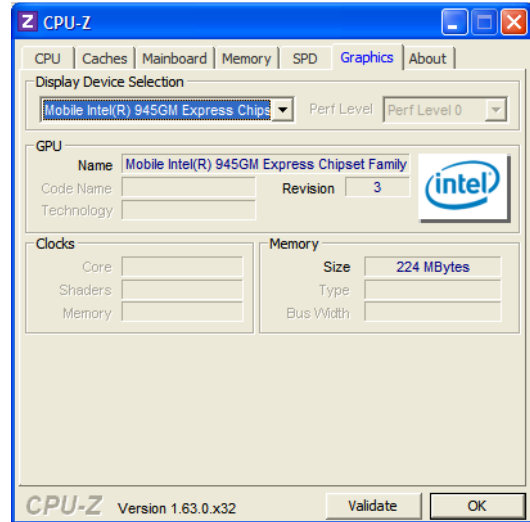 CPU-Z
CPU Caches Mainboard Memory SPD Graphics About
Display Device Selection
Mobile Intel(R) 945GM Express Chips Perf Level Perf Level 0
GPU
Name Mobile Intel(R) 945GM Express Chipset Family
Code Name Revision 3
Technology
intel
Clocks Memory
Core Size 224 MBytes
Shaders Type
Memory Bus Width
CPU-Z Version 1.63.0.x32 Validate OK